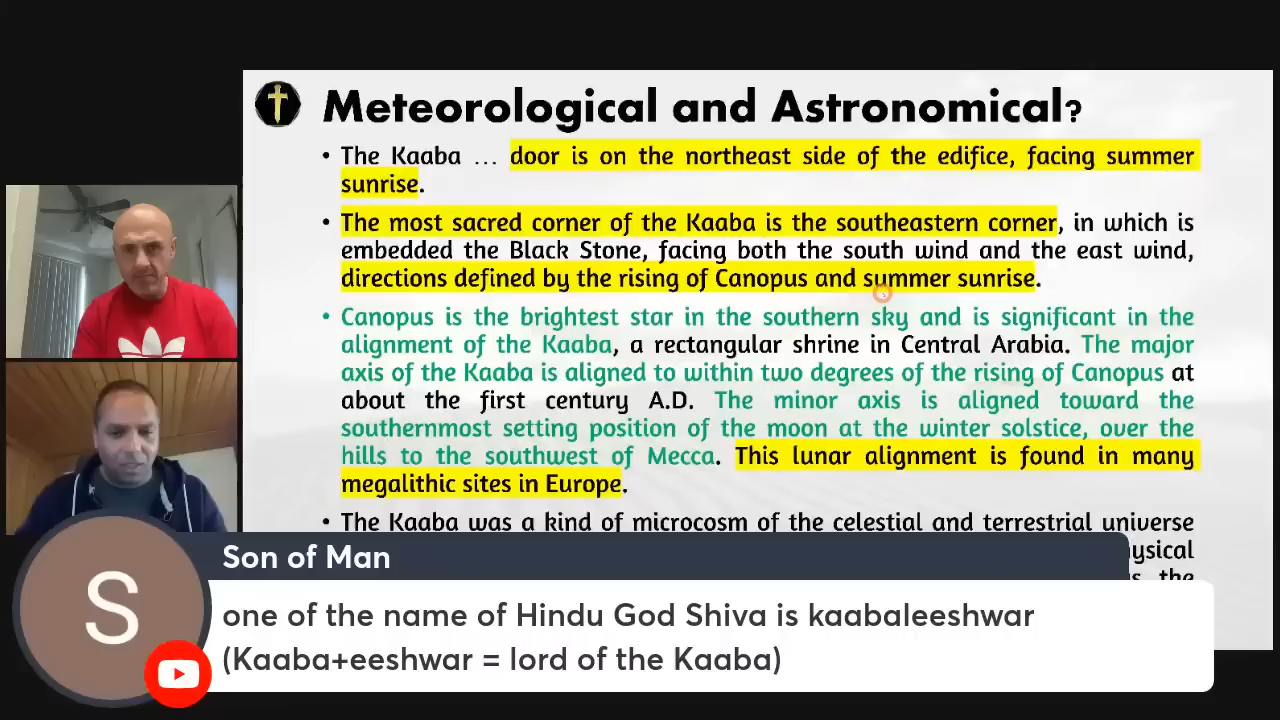 Meteorological and Astronomical?
• The Kaaba … door is on the northeast side of the edifice, facing summer
sunrise.
• The most sacred corner of the Kaaba is the southeastern corner, in which is
embedded the Black Stone, facing both the south wind and the east wind,
directions defined by the rising of Canopus and summer sunrise.
• Canopus is the brightest star in the southern sky and is significant in the
alignment of the Kaaba, a rectangular shrine in Central Arabia. The major
axis of the Kaaba is aligned to within two degrees of the rising of Canopus at
about the first century A.D. The minor axis is aligned toward the
southernmost setting position of the moon at the winter solstice, over the
hills to the southwest of Mecca. This lunar alignment is found in many
megalithic sites in Europe.
• The Kaaba was a kind of microcosm of the celestial and terrestrial universe
the
S
Son of Man
one of the name of Hindu God Shiva is kaabaleeshwar
(Kaaba+eeshwar = lord of the Kaaba)